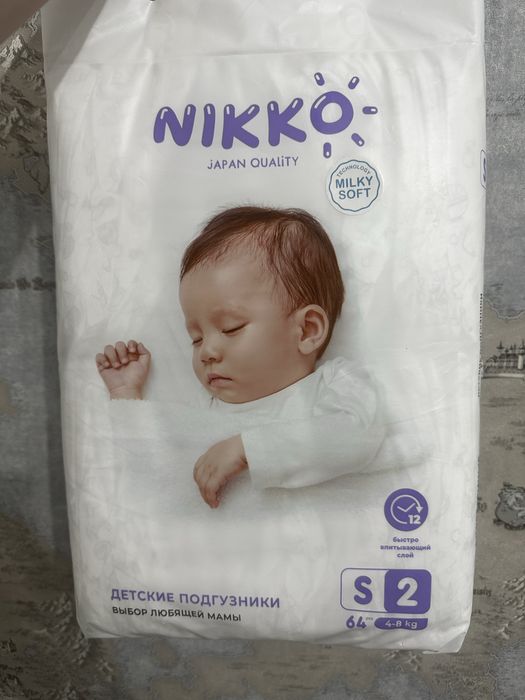 NIKKO
JAPAN QUALITY
TECHNOLOGY
MILKY
SOFT
12
быстро
впитывающий
слой
ДЕТСКИЕ ПОДГУЗНИКИ
ВЫБОР ЛЮБЯЩЕЙ МАМЫ
S 2
64 4-8 kg